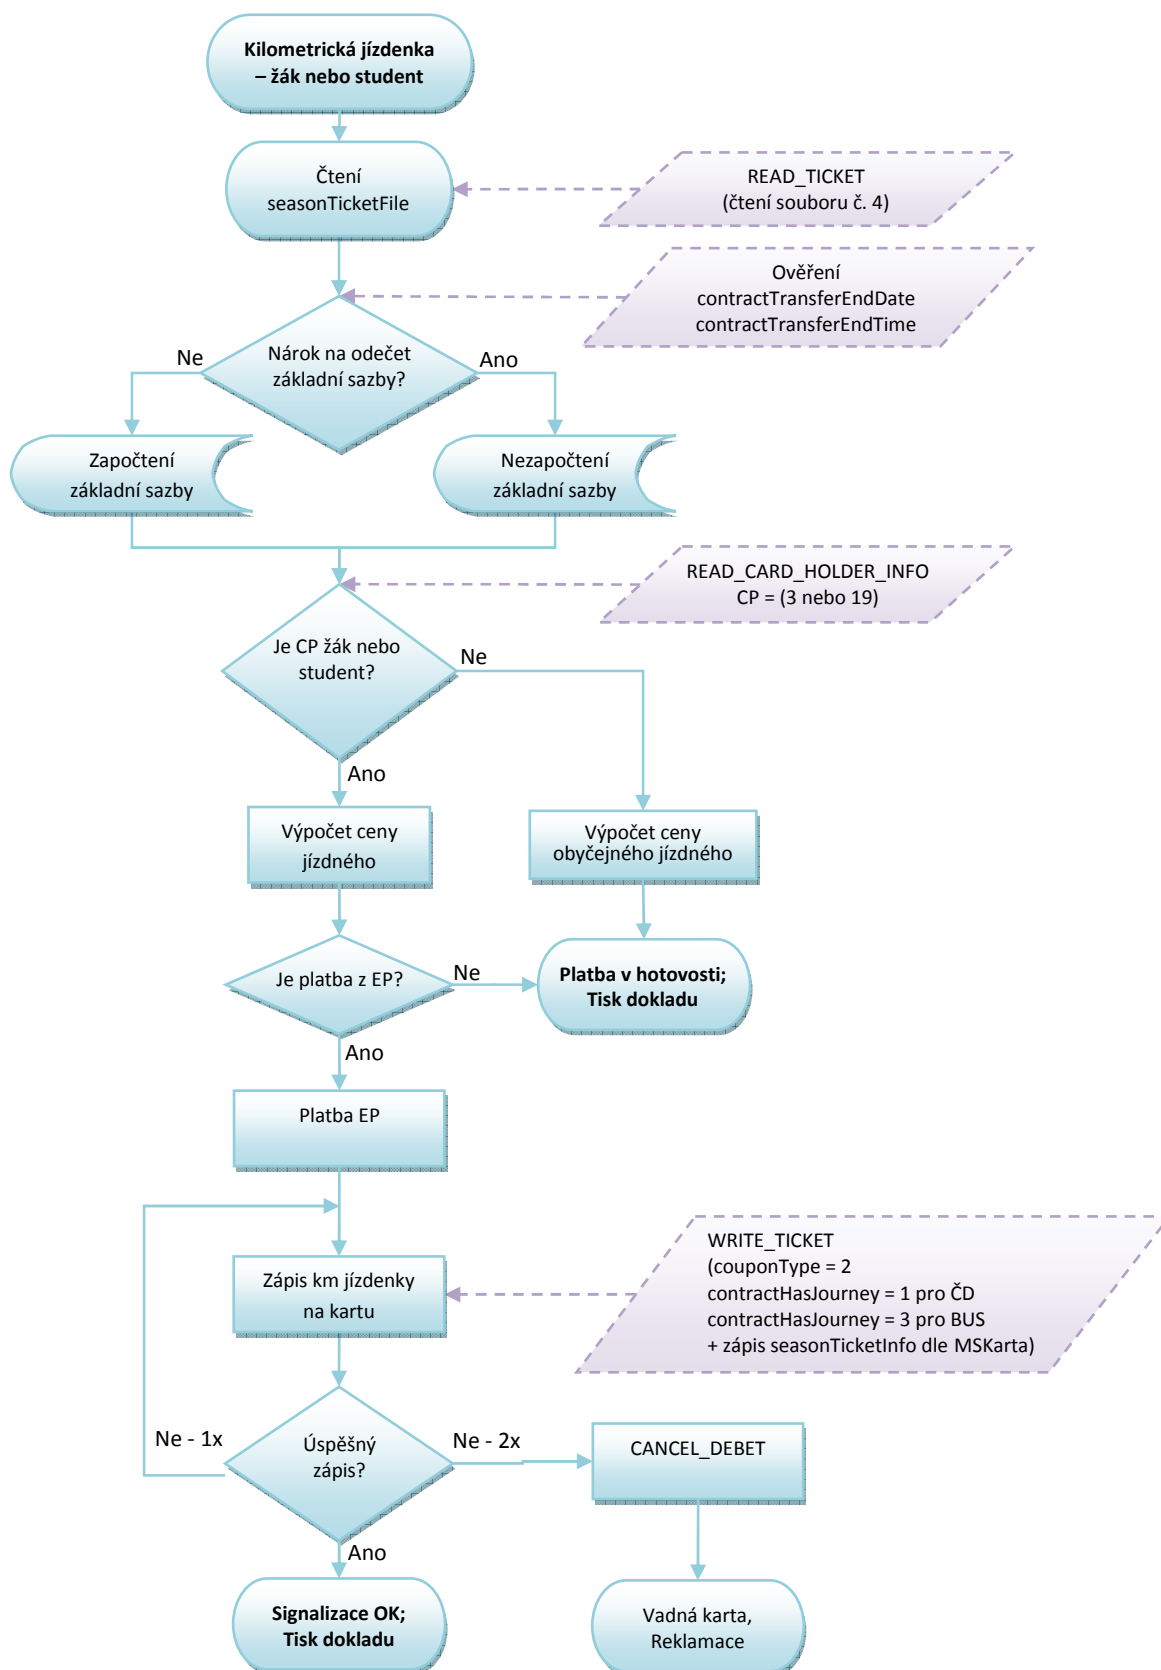 Kilometrická jízdenka
– žák nebo student
Čtení
seasonTicketFile
READ_TICKET
(čtení souboru č. 4)
Ověření
contractTransferEndDate
contractTransferEndTime
Ne
Nárok na odečet
základní sazby?
Ano
Započtení
základní sazby
Nezapočtení
základní sazby
READ_CARD_HOLDER_INFO
CP = (3 nebo 19)
Je CP žák nebo
student?
Ne
Ano
Výpočet ceny
jízdného
Výpočet ceny
obyčejného jízdného
Je platba z EP?
Ne
Platba v hotovosti;
Tisk dokladu
Ano
Platba EP
Zápis km jízdenky
na kartu
WRITE_TICKET
(couponType = 2
contractHasJourney = 1 pro ČD
contractHasJourney = 3 pro BUS
+ zápis seasonTicketInfo dle MSKarta)
Ne - 1x
Úspěšný
zápis?
Ne - 2x
CANCEL_DEBET
Ano
Signalizace OK;
Tisk dokladu
Vadná karta,
Reklamace